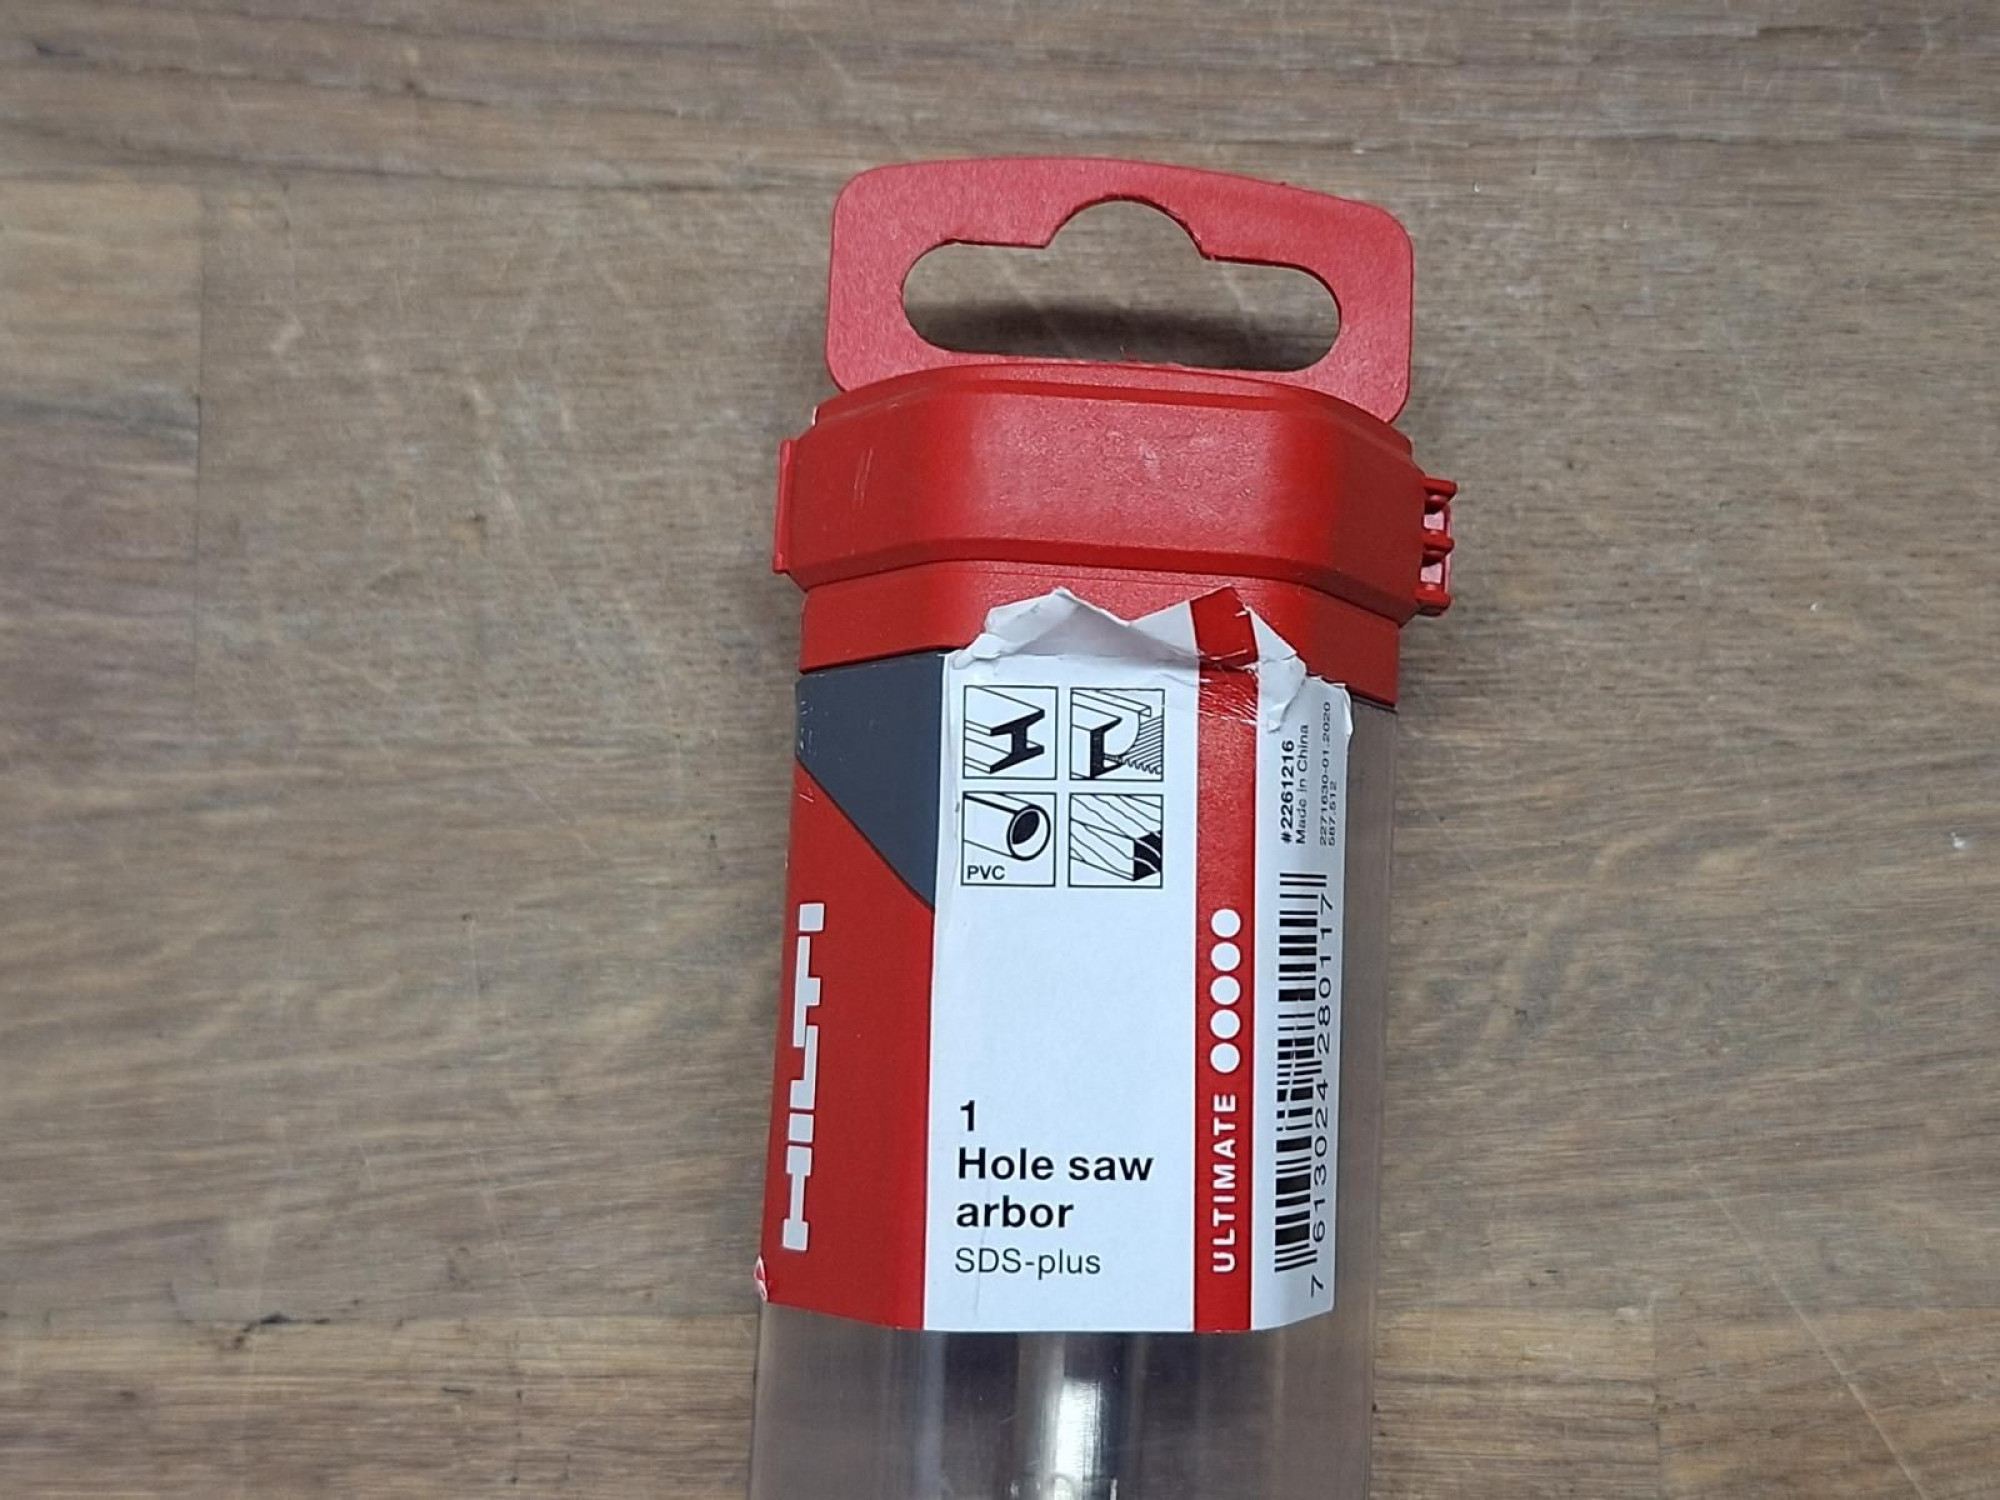 HILTI
PVC
1
Hole saw
arbor
SDS-plus
ULTIMATE
#2261216
Made in China
2271630-01.2020
587.512
7 613024 280117